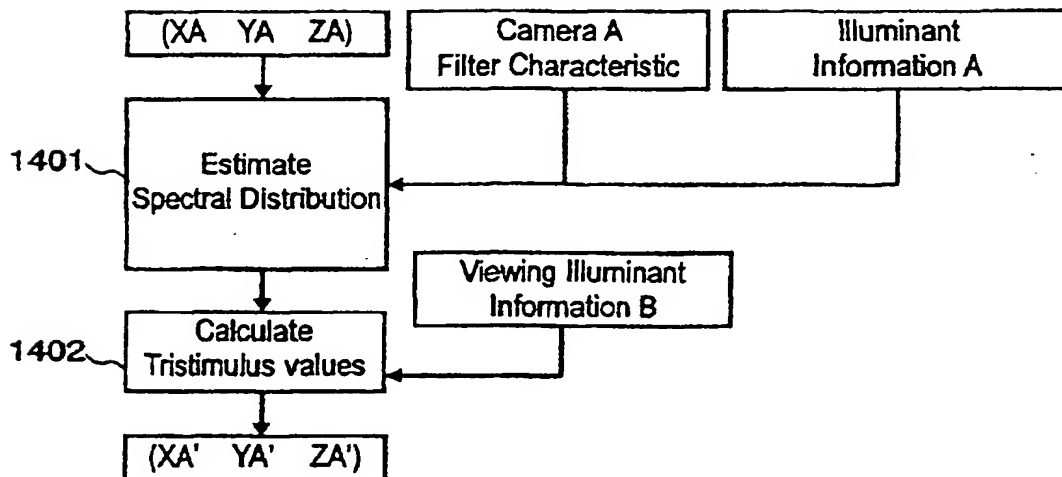 (XA YA ZA)
Camera A
Filter Characteristic
Illuminant
Information A
1401
Estimate
Spectral Distribution
Viewing Illuminant
Information B
1402
Calculate
Tristimulus values
(XA' YA' ZA')